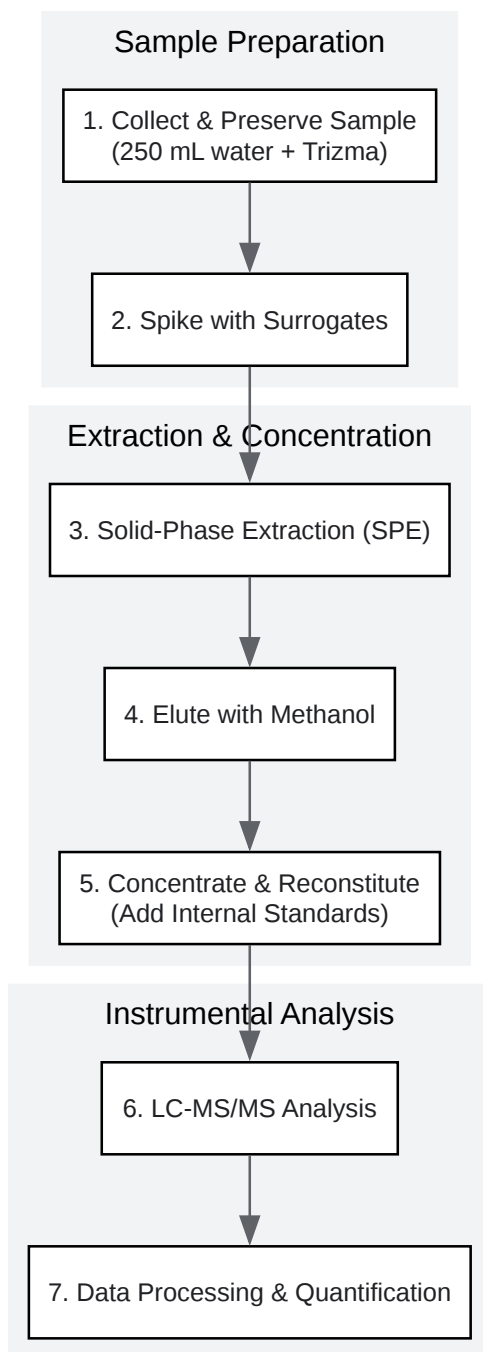 Sample Preparation
1. Collect & Preserve Sample
(250 mL water + Trizma)
2. Spike with Surrogates
Extraction & Concentration
3. Solid-Phase Extraction (SPE)
4. Elute with Methanol
5. Concentrate & Reconstitute
(Add Internal Standards)
Instrumental Analysis
6. LC-MS/MS Analysis
7. Data Processing & Quantification